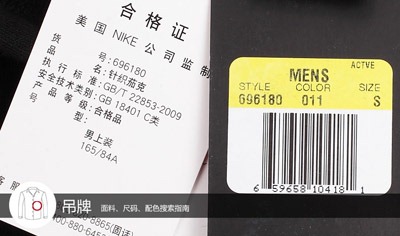 合格证
美国 NIKE 公司监制
货号:696180
品名:针织茄克
执行标准:GB/T 22853-2009
安全技术类别:GB 18401 C类
产品等级:合格品
型:
男上装
165/84A
ACTVE
MENS
STYLE COLOR SIZE
696180 011 S
6 59658 10418 1
吊牌 面料、尺码、配色搜索指南